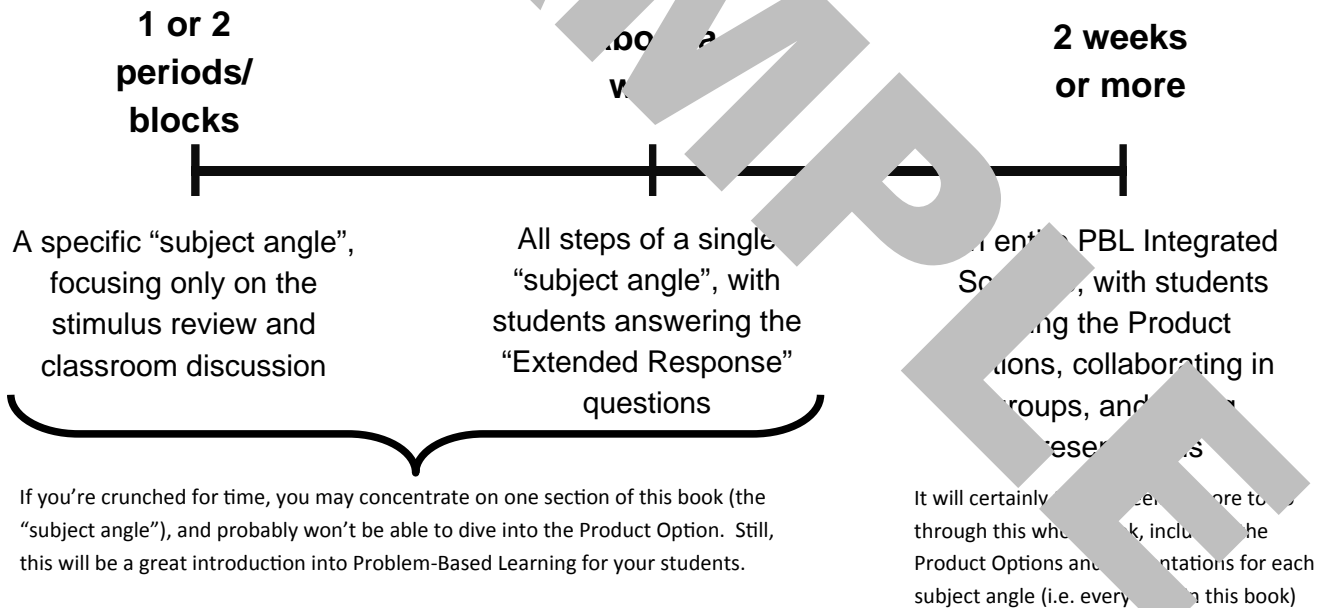 1 or 2
periods/
blocks
2 weeks
or more
A specific “subject angle”,
focusing only on the
stimulus review and
classroom discussion
All steps of a single
“subject angle”, with
students answering the
“Extended Response”
questions
PBL Integrated
with students
the Product
collaborating in
If you’re crunched for time, you may concentrate on one section of this book (the
“subject angle”), and probably won’t be able to dive into the Product Option. Still,
this will be a great introduction into Problem-Based Learning for your students.
It will certainly
through this
Product Options for each
subject angle (i.e. this book)